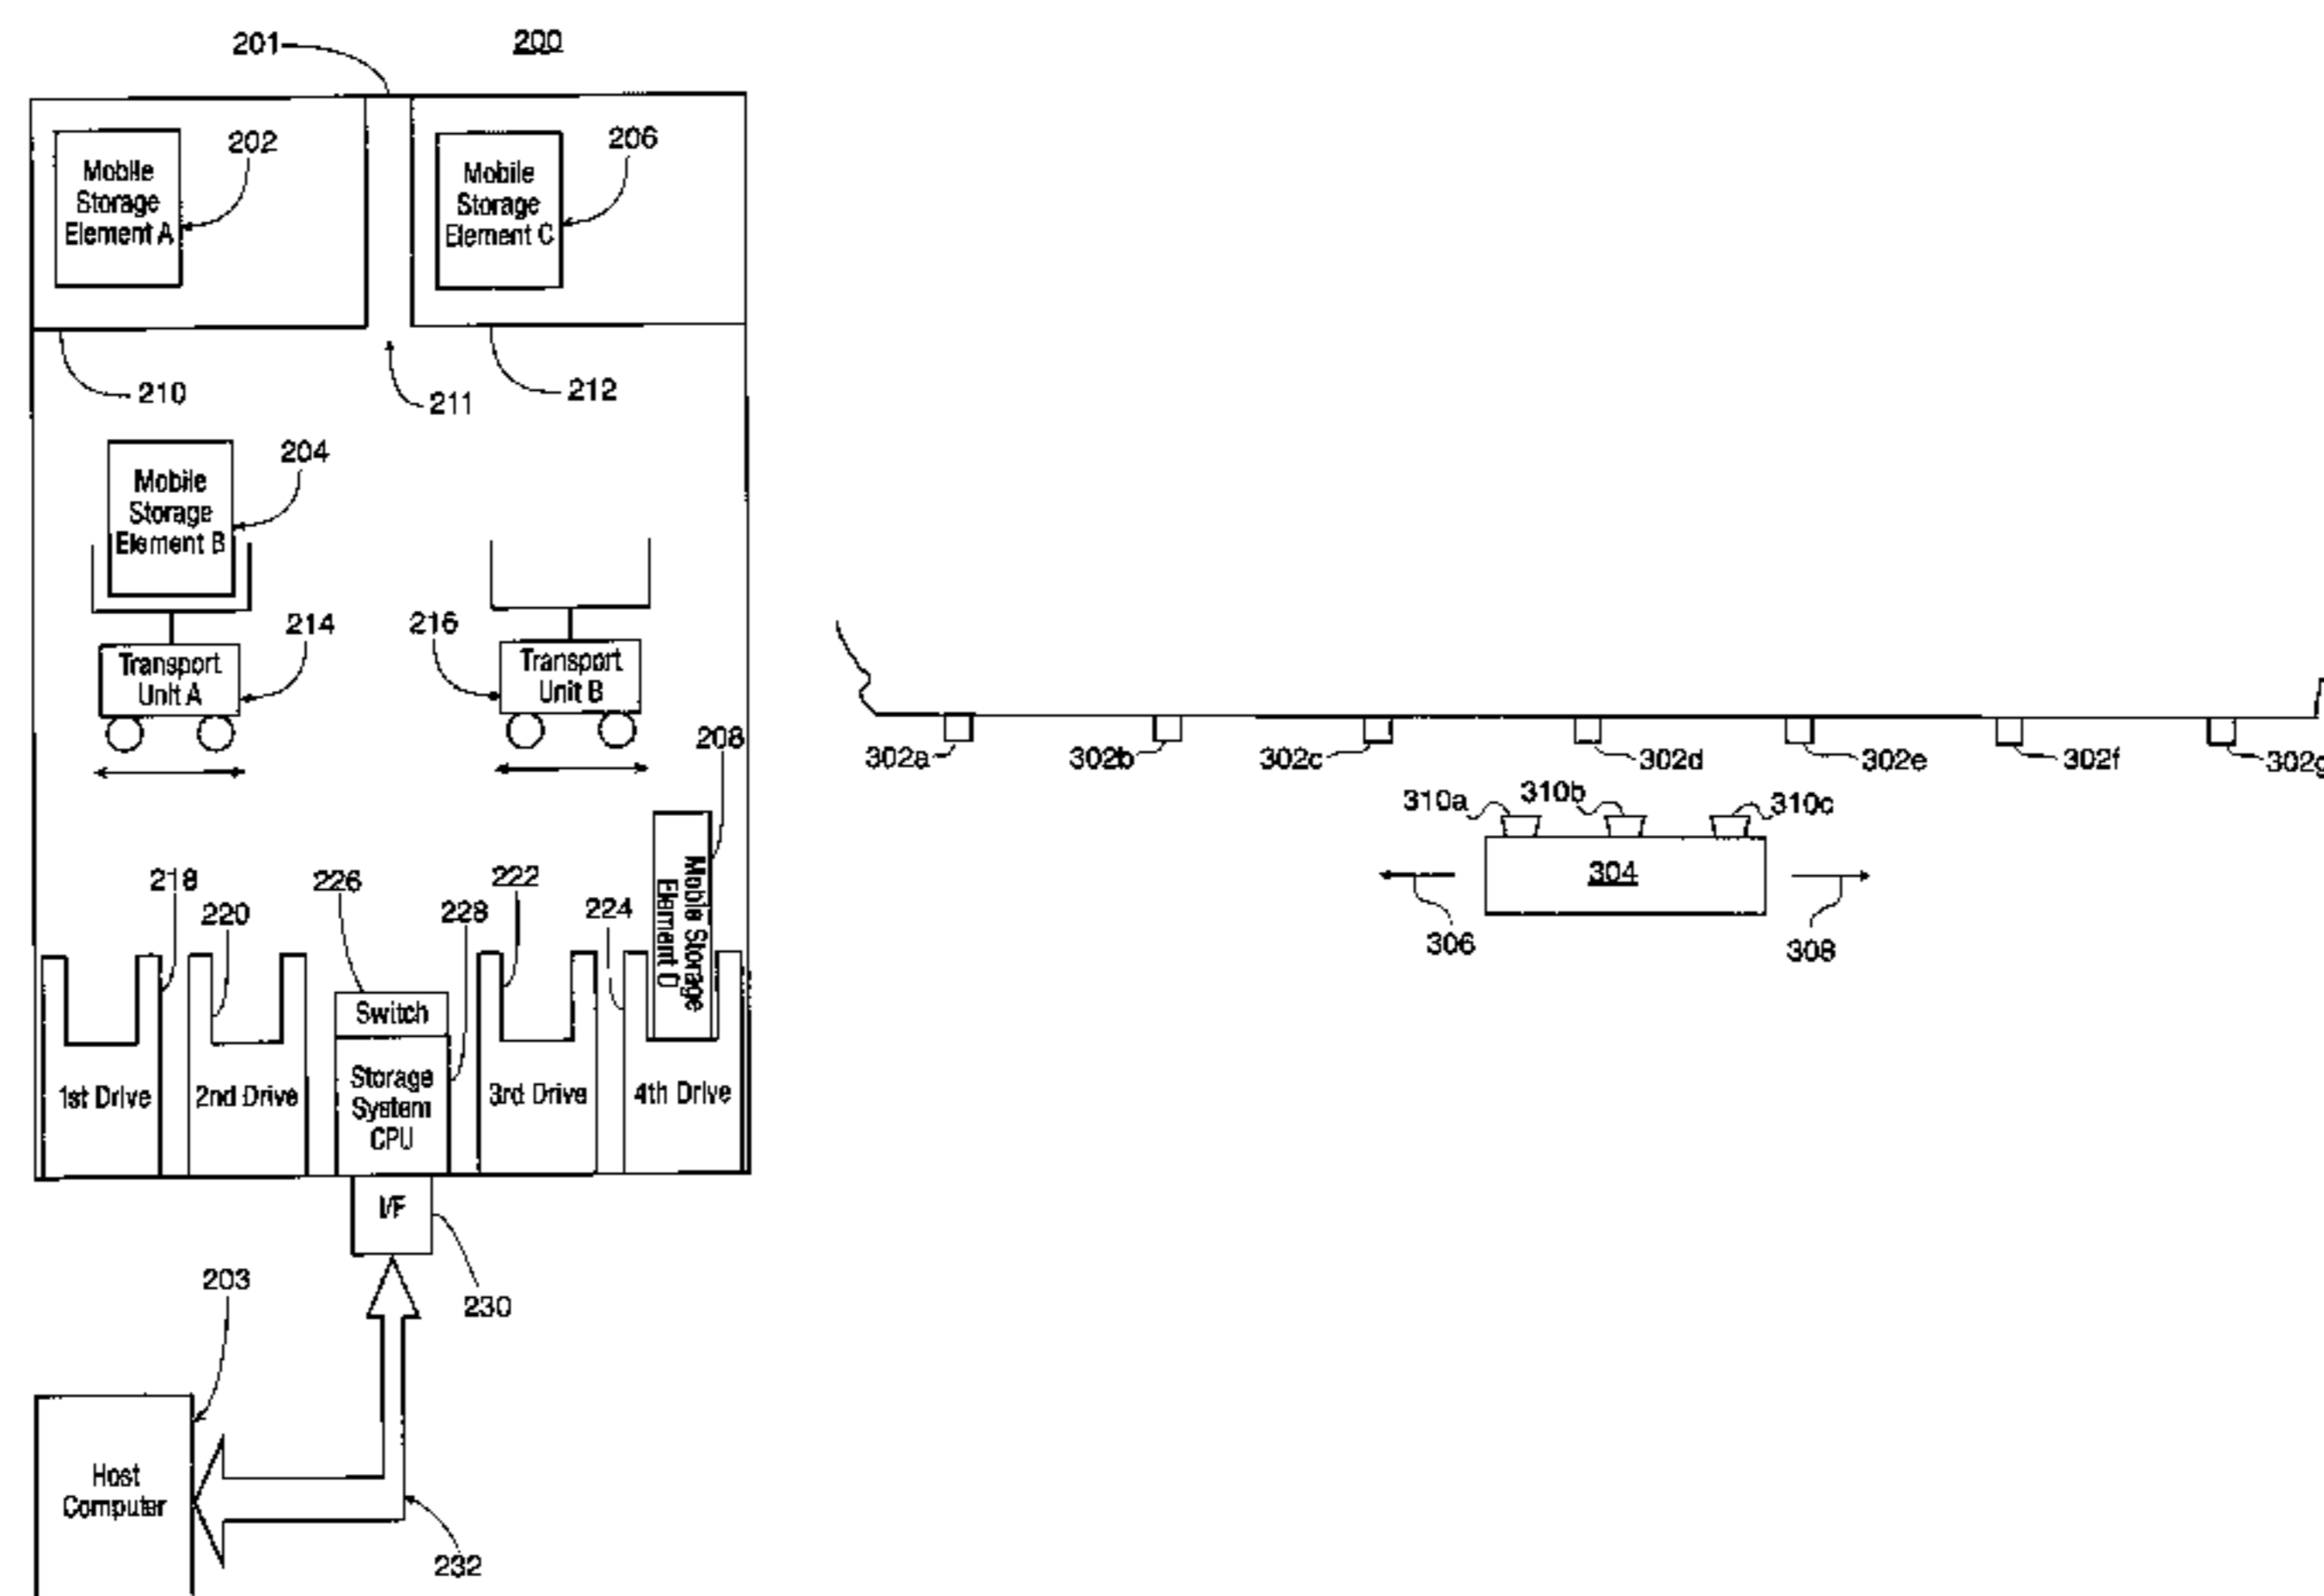 201
200
202
206
Mobile
Storage
Element A
Mobile
Storage
Element C
210
211
212
204
Mobile
Storage
Element B
214
216
Transport
Unit A
Transport
Unit B
208
302a
302b
302c
302d
302e
302f
302g
310a
310b
310c
304
306
308
218
220
226
222
228
224
Mobile Storage
Element D
Switch
1st Drive
2nd Drive
Storage
System
CPU
3rd Drive
4th Drive
I/F
230
203
Host
Computer
232